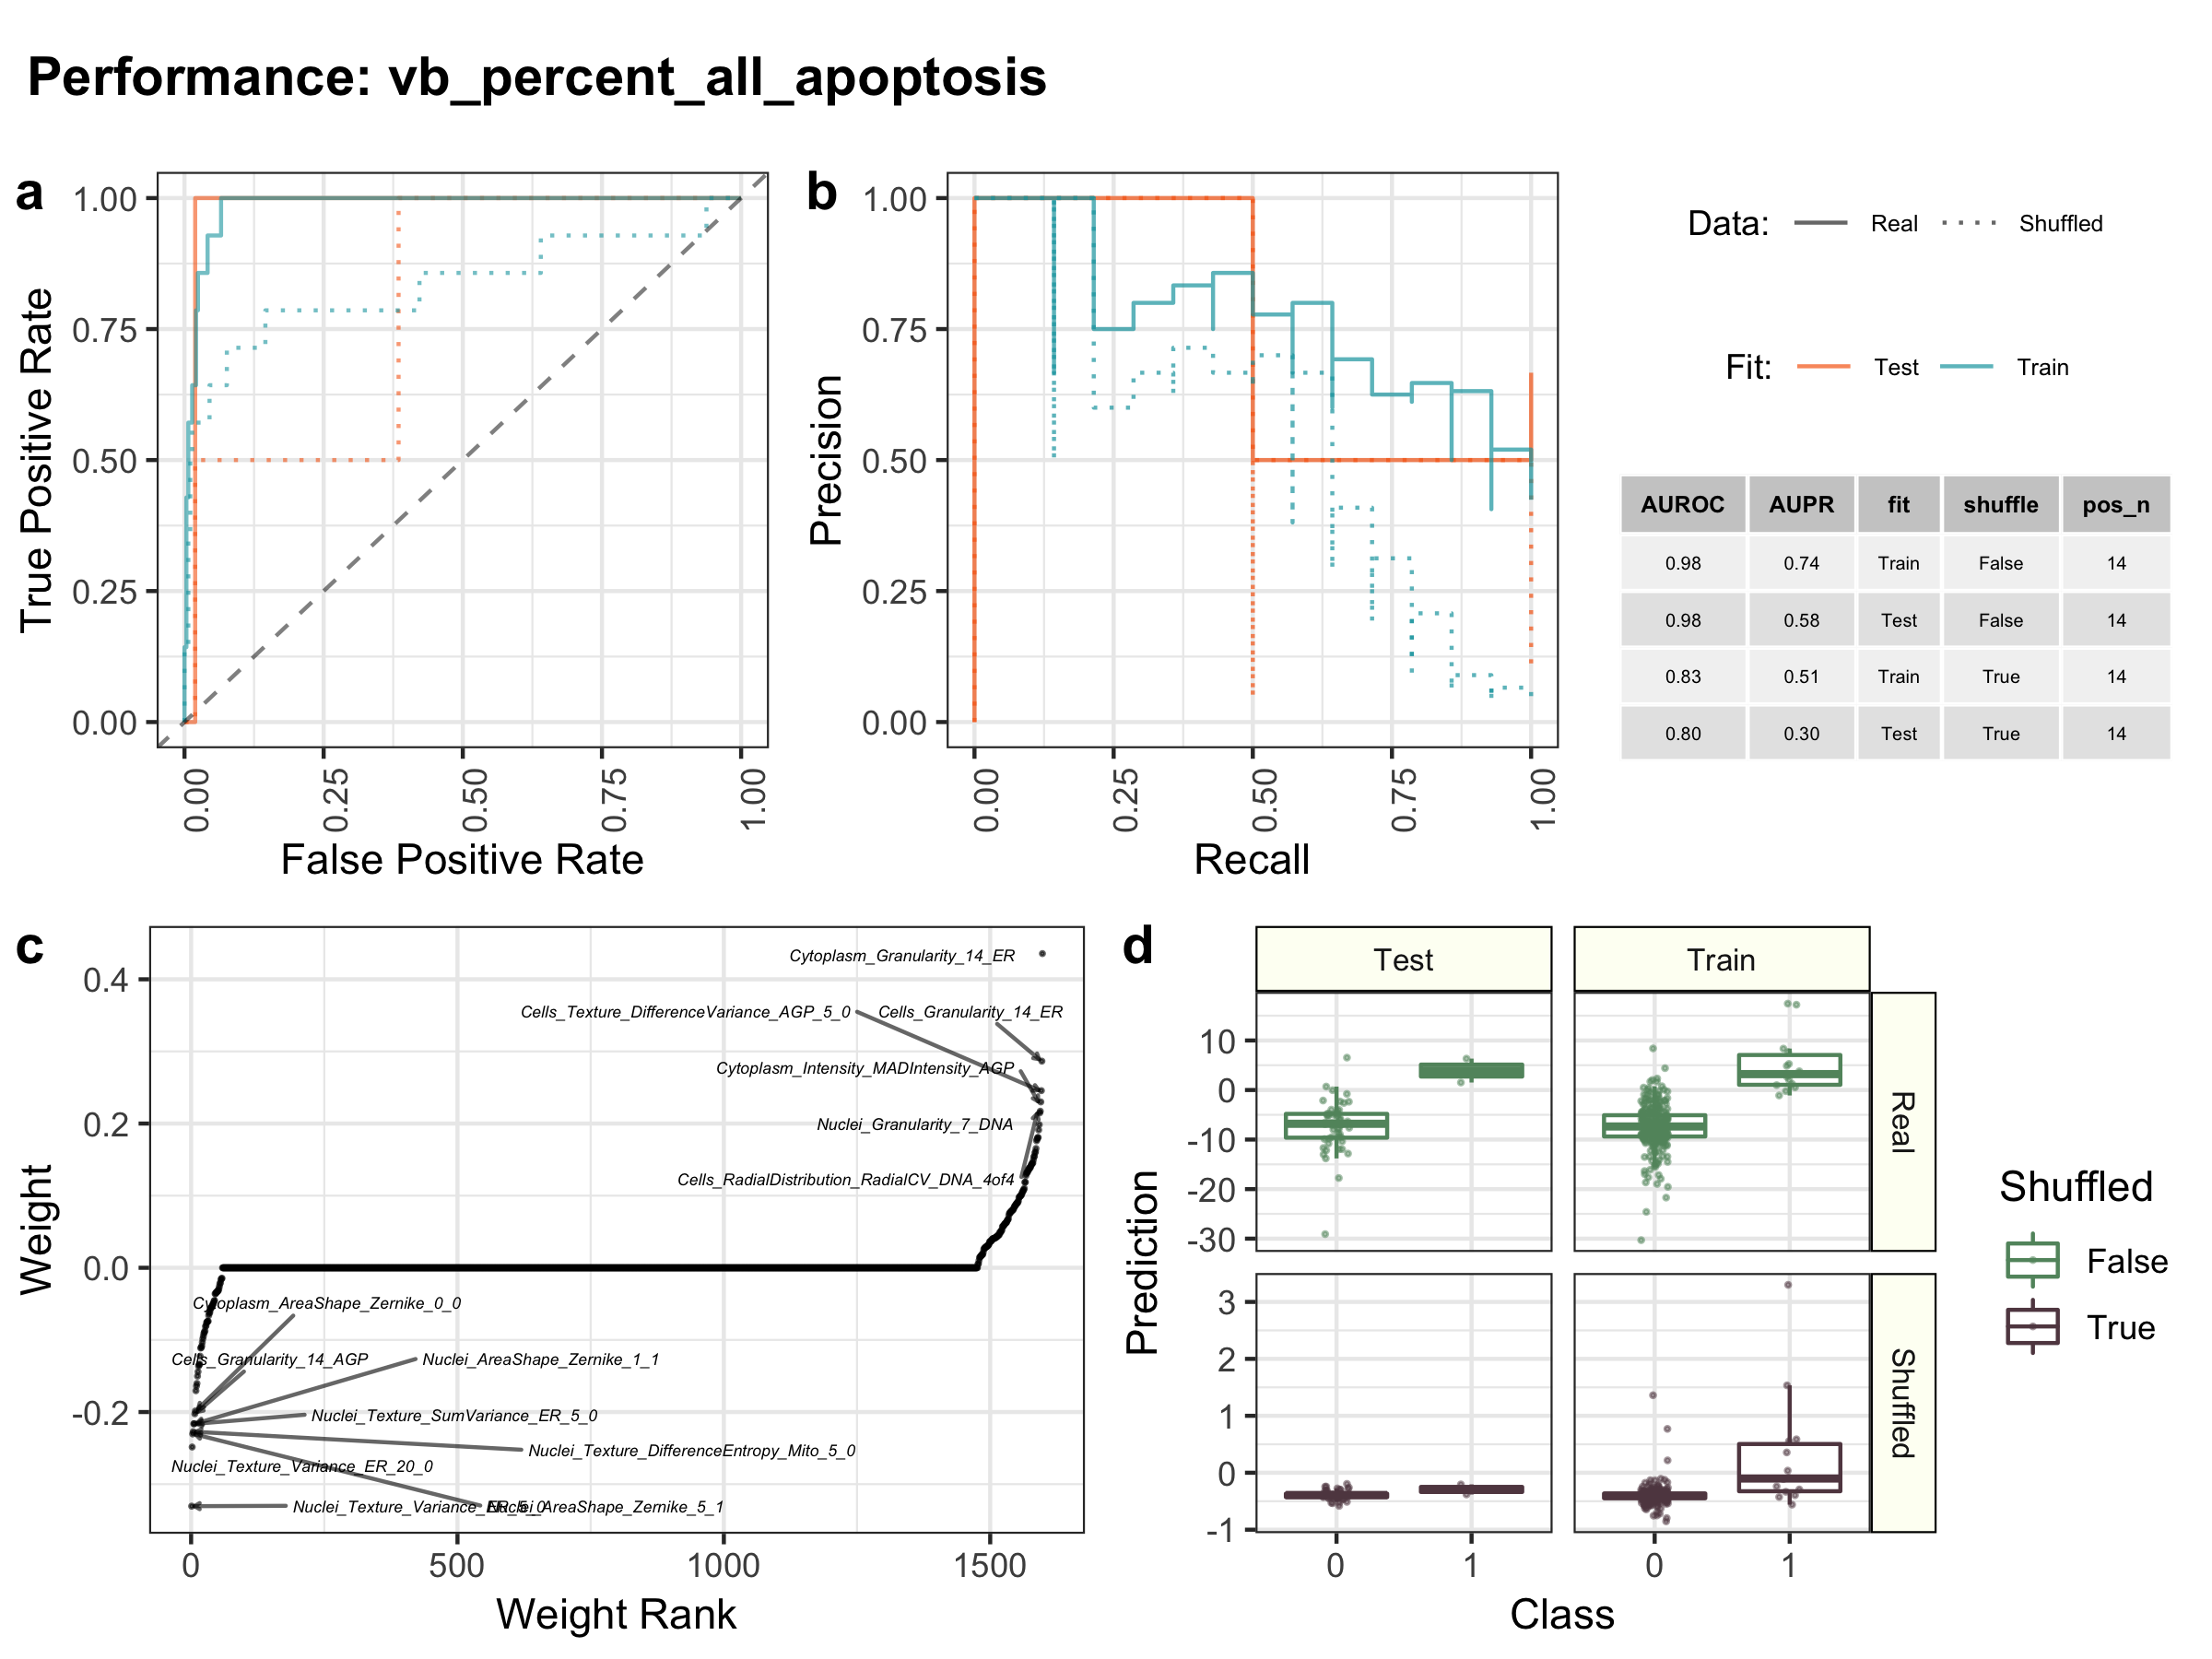 Performance: vb_percent_all_apoptosis
a
1.00
0.75
0.50
0.25
0.00
True Positive Rate
0.00
0.25
0.50
0.75
1.00
False Positive Rate
b
1.00
0.75
0.50
0.25
0.00
Precision
0.00
0.25
0.50
0.75
1.00
Recall
Data: Real Shuffled
Fit: Test Train
AUROC AUPR fit shuffle pos_n
0.98 0.74 Train False 14
0.98 0.58 Test False 14
0.83 0.51 Train True 14
0.80 0.30 Test True 14
c
0.4
0.2
0.0
-0.2
Weight
Cytoplasm_Granularity_14_ER
Cells_Texture_DifferenceVariance_AGP_5_0
Cells_Granularity_14_ER
Cytoplasm_Intensity_MADIntensity_AGP
Nuclei_Granularity_7_DNA
Cells_RadialDistribution_RadialCV_DNA_4of4
Cytoplasm_AreaShape_Zernike_0_0
Cells_Granularity_14_AGP
Nuclei_AreaShape_Zernike_1_1
Nuclei_Texture_SumVariance_ER_5_0
Nuclei_Texture_DifferenceEntropy_Mito_5_0
Nuclei_Texture_Variance_ER_20_0
Nuclei_Texture_Variance_ER_5_0
Nuclei_AreaShape_Zernike_5_1
0
500
1000
1500
Weight Rank
d
Test
Train
Real
Shuffled
10
0
-10
-20
-30
3
2
1
0
-1
Prediction
0
1
0
1
Class
Shuffled
False
True